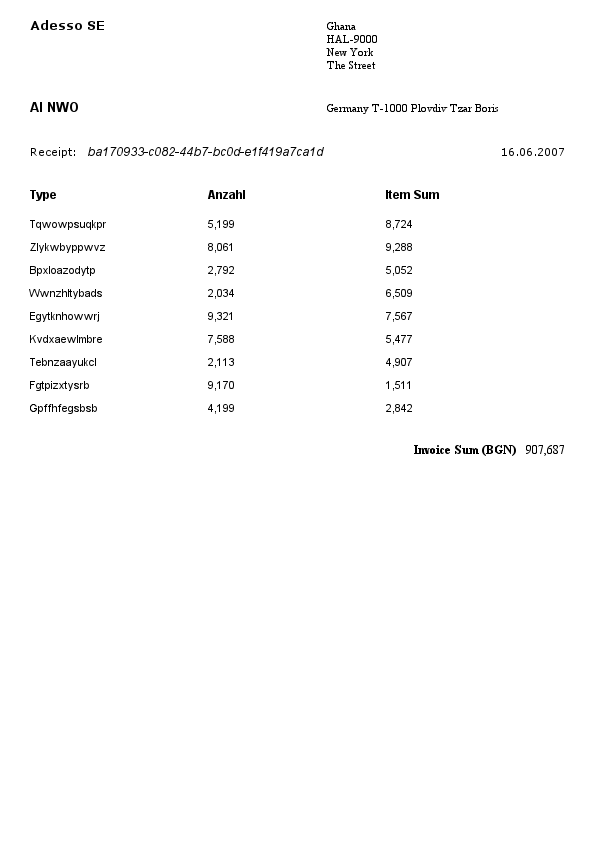 Adesso SE
Ghana
HAL-9000
New York
The Street
AI NWO
Germany T-1000 Plovdiv Tzar Boris
Receipt: ba170933-c082-44b7-bc0d-e1f419a7ca1d 16.06.2007
Type Anzahl Item Sum
Tqwowpsuqkpr 5,199 8,724
Zlykwbyppwvz 8,061 9,288
Bpxloazodytp 2,792 5,052
Wwnzhltybads 2,034 6,509
Egytknhowwrj 9,321 7,567
Kvdxaewlmbre 7,588 5,477
Tebnzaayukcl 2,113 4,907
Fgtpizxtysrb 9,170 1,511
Gpffhfegsbsb 4,199 2,842
Invoice Sum (BGN) 907,687